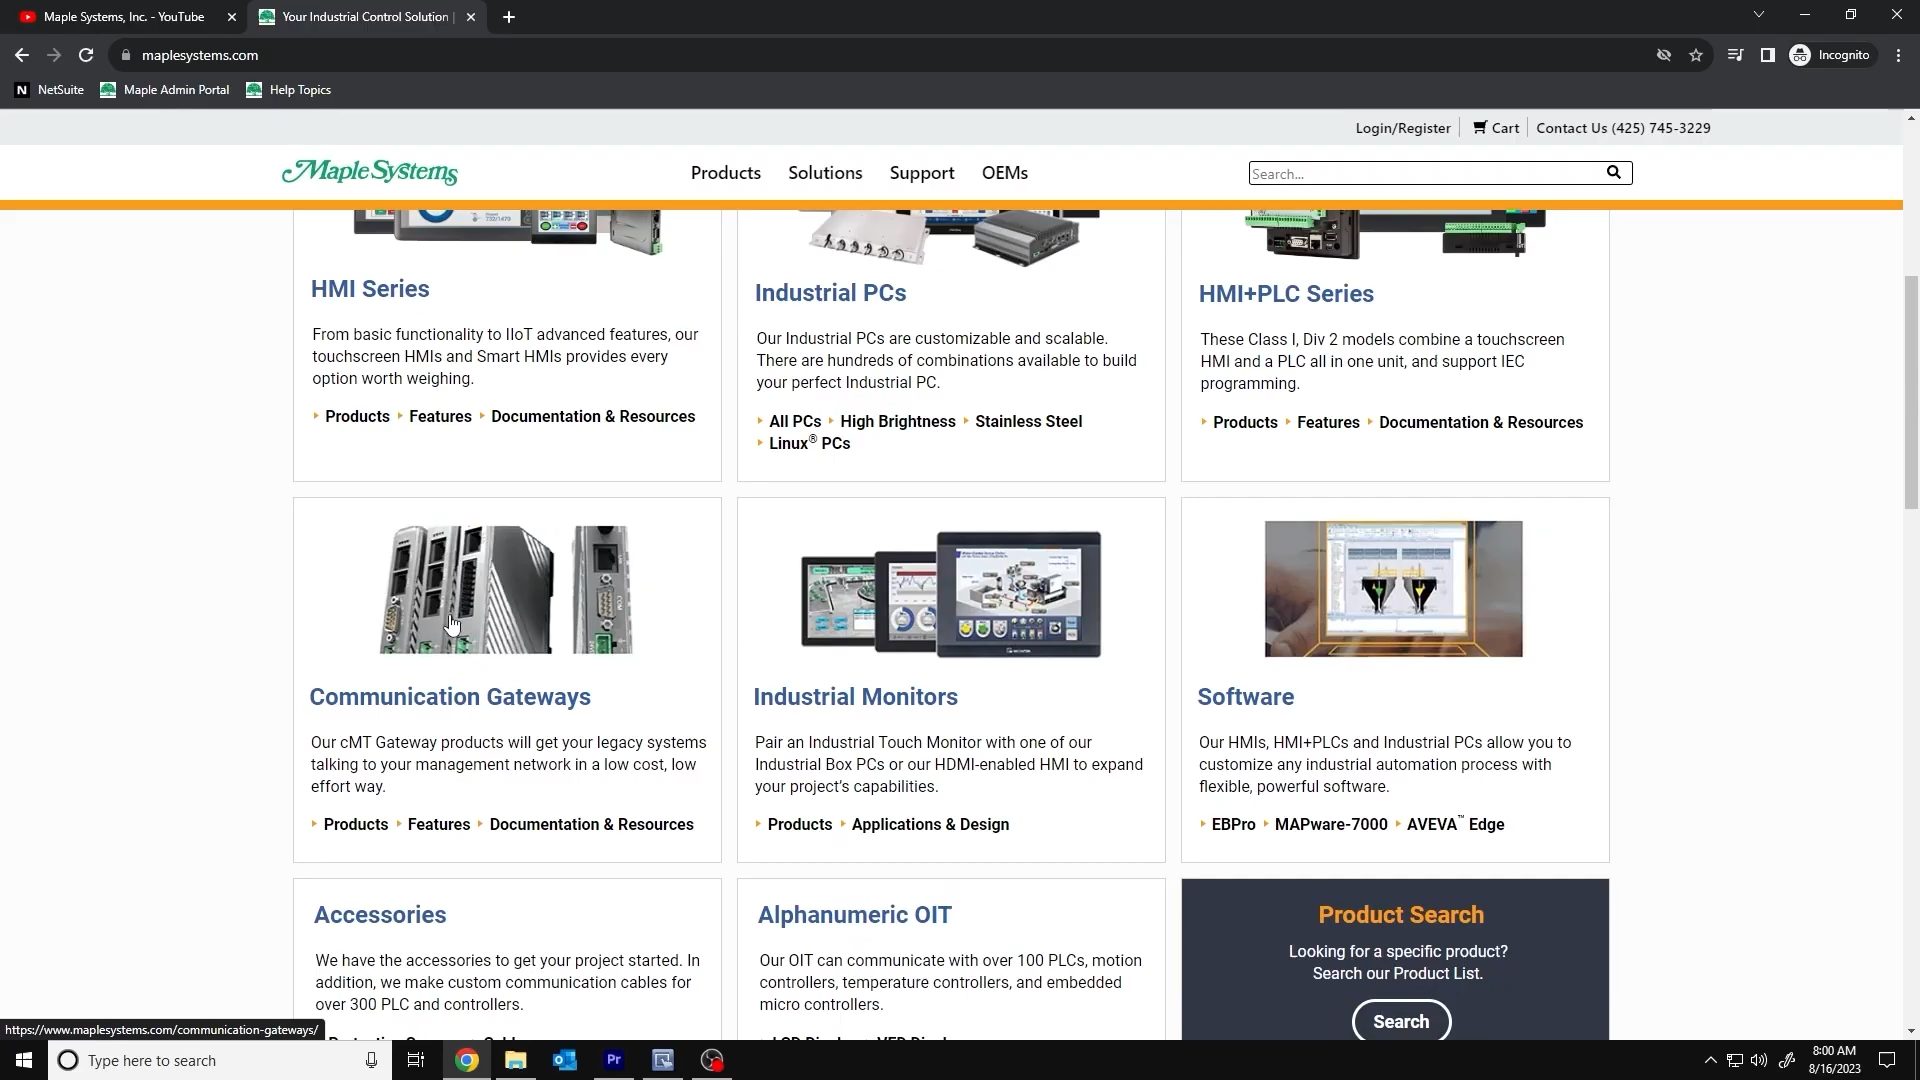 Maple Systems, Inc. - YouTube
Your Industrial Control Solution |
maplesystems.com
Incognito
N NetSuite
Maple Admin Portal
Help Topics
Login/Register
Cart
Contact Us (425) 745-3229
Maple Systems
Products
Solutions
Support
OEMs
Search...
HMI Series
From basic functionality to IIoT advanced features, our
touchscreen HMIs and Smart HMIs provides every
option worth weighing.
Products Features Documentation & Resources
Industrial PCs
Our Industrial PCs are customizable and scalable.
There are hundreds of combinations available to build
your perfect Industrial PC.
All PCs High Brightness Stainless Steel
Linux® PCs
HMI+PLC Series
These Class I, Div 2 models combine a touchscreen
HMI and a PLC all in one unit, and support IEC
programming.
Products Features Documentation & Resources
Communication Gateways
Our cMT Gateway products will get your legacy systems
talking to your management network in a low cost, low
effort way.
Products Features Documentation & Resources
Industrial Monitors
Pair an Industrial Touch Monitor with one of our
Industrial Box PCs or our HDMI-enabled HMI to expand
your project's capabilities.
Products Applications & Design
Software
Our HMIs, HMI+PLCs and Industrial PCs allow you to
customize any industrial automation process with
flexible, powerful software.
EBPro MAPware-7000 AVEVA™ Edge
Accessories
We have the accessories to get your project started. In
addition, we make custom communication cables for
over 300 PLC and controllers.
Alphanumeric OIT
Our OIT can communicate with over 100 PLCs, motion
controllers, temperature controllers, and embedded
micro controllers.
Product Search
Looking for a specific product?
Search our Product List.
Search
https://www.maplesystems.com/communication-gateways/
Type here to search
Pr
8:00 AM
8/16/2023